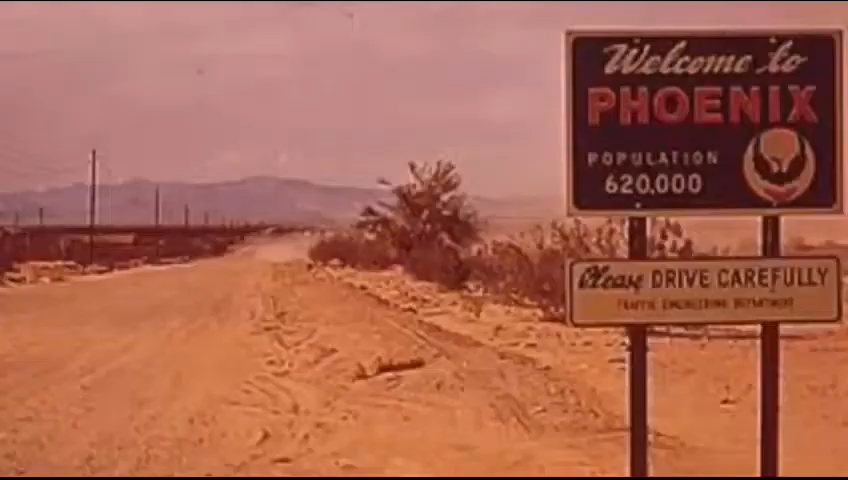 Welcome to
PHOENIX
POPULATION
620,000
Please DRIVE CAREFULLY
TRAFFIC ENGINEERING DEPARTMENT